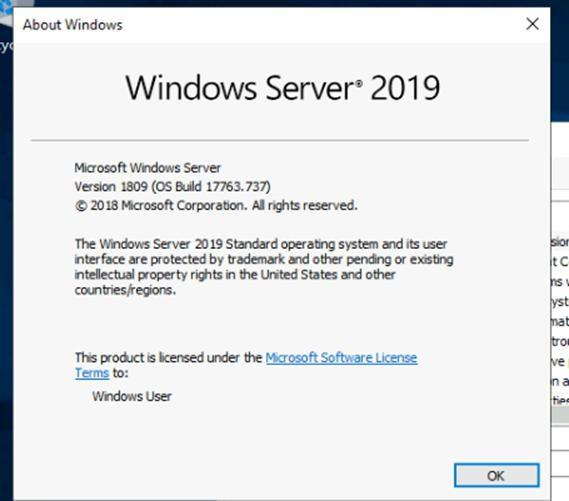 About Windows
Windows Server® 2019
Microsoft Windows Server
Version 1809 (OS Build 17763.737)
© 2018 Microsoft Corporation. All rights reserved.
The Windows Server 2019 Standard operating system and its user
interface are protected by trademark and other pending or existing
intellectual property rights in the United States and other
countries/regions.
This product is licensed under the Microsoft Software License
Terms to:
Windows User
OK